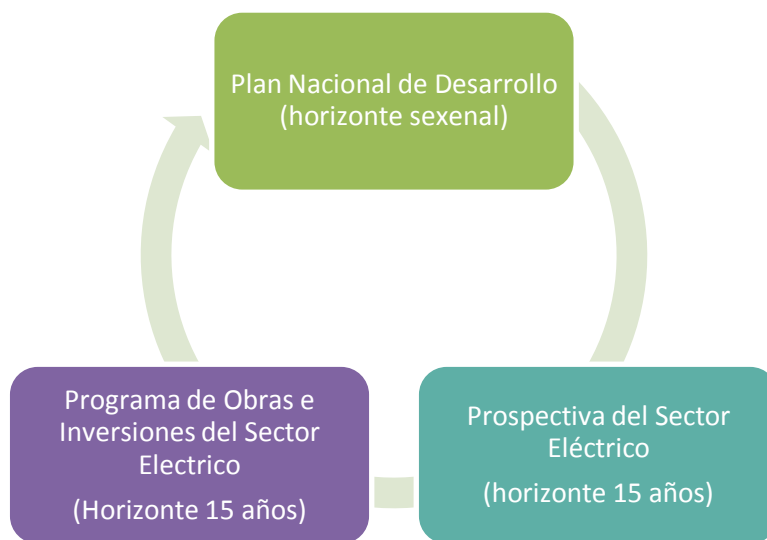 Plan Nacional de Desarrollo
(horizonte sexenal)
Programa de Obras e
Inversiones del Sector
Electrico
(Horizonte 15 años)
Prospectiva del Sector
Eléctrico
(horizonte 15 años)